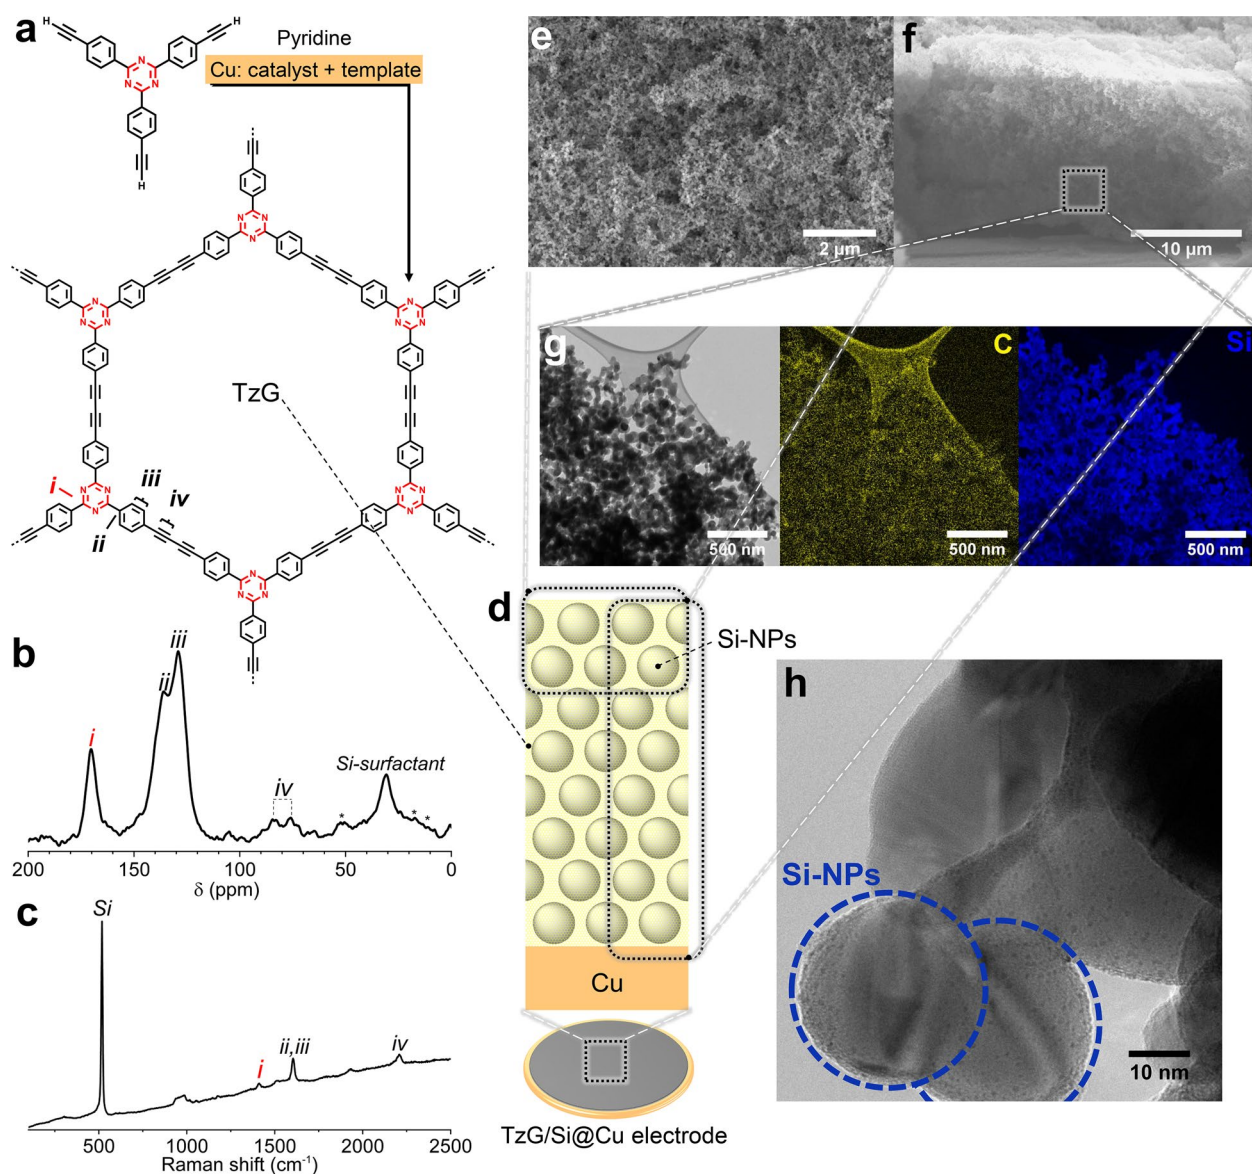 a
H
H
H
N
N
N
Pyridine
Cu: catalyst + template
N
N
N
N
N
N
N
N
N
TzG
i
iii
iv
ii
N
N
N
N
N
N
N
N
N
b
i
ii
iii
iv
Si-surfactant
*
*
*
200
150
100
50
0
δ (ppm)
c
Si
i
ii,iii
iv
500
1000
1500
2000
2500
Raman shift (cm-1)
d
Si-NPs
Cu
TzG/Si@Cu electrode
e
2 µm
f
10 µm
g
500 nm
C
500 nm
Si
500 nm
h
Si-NPs
10 nm